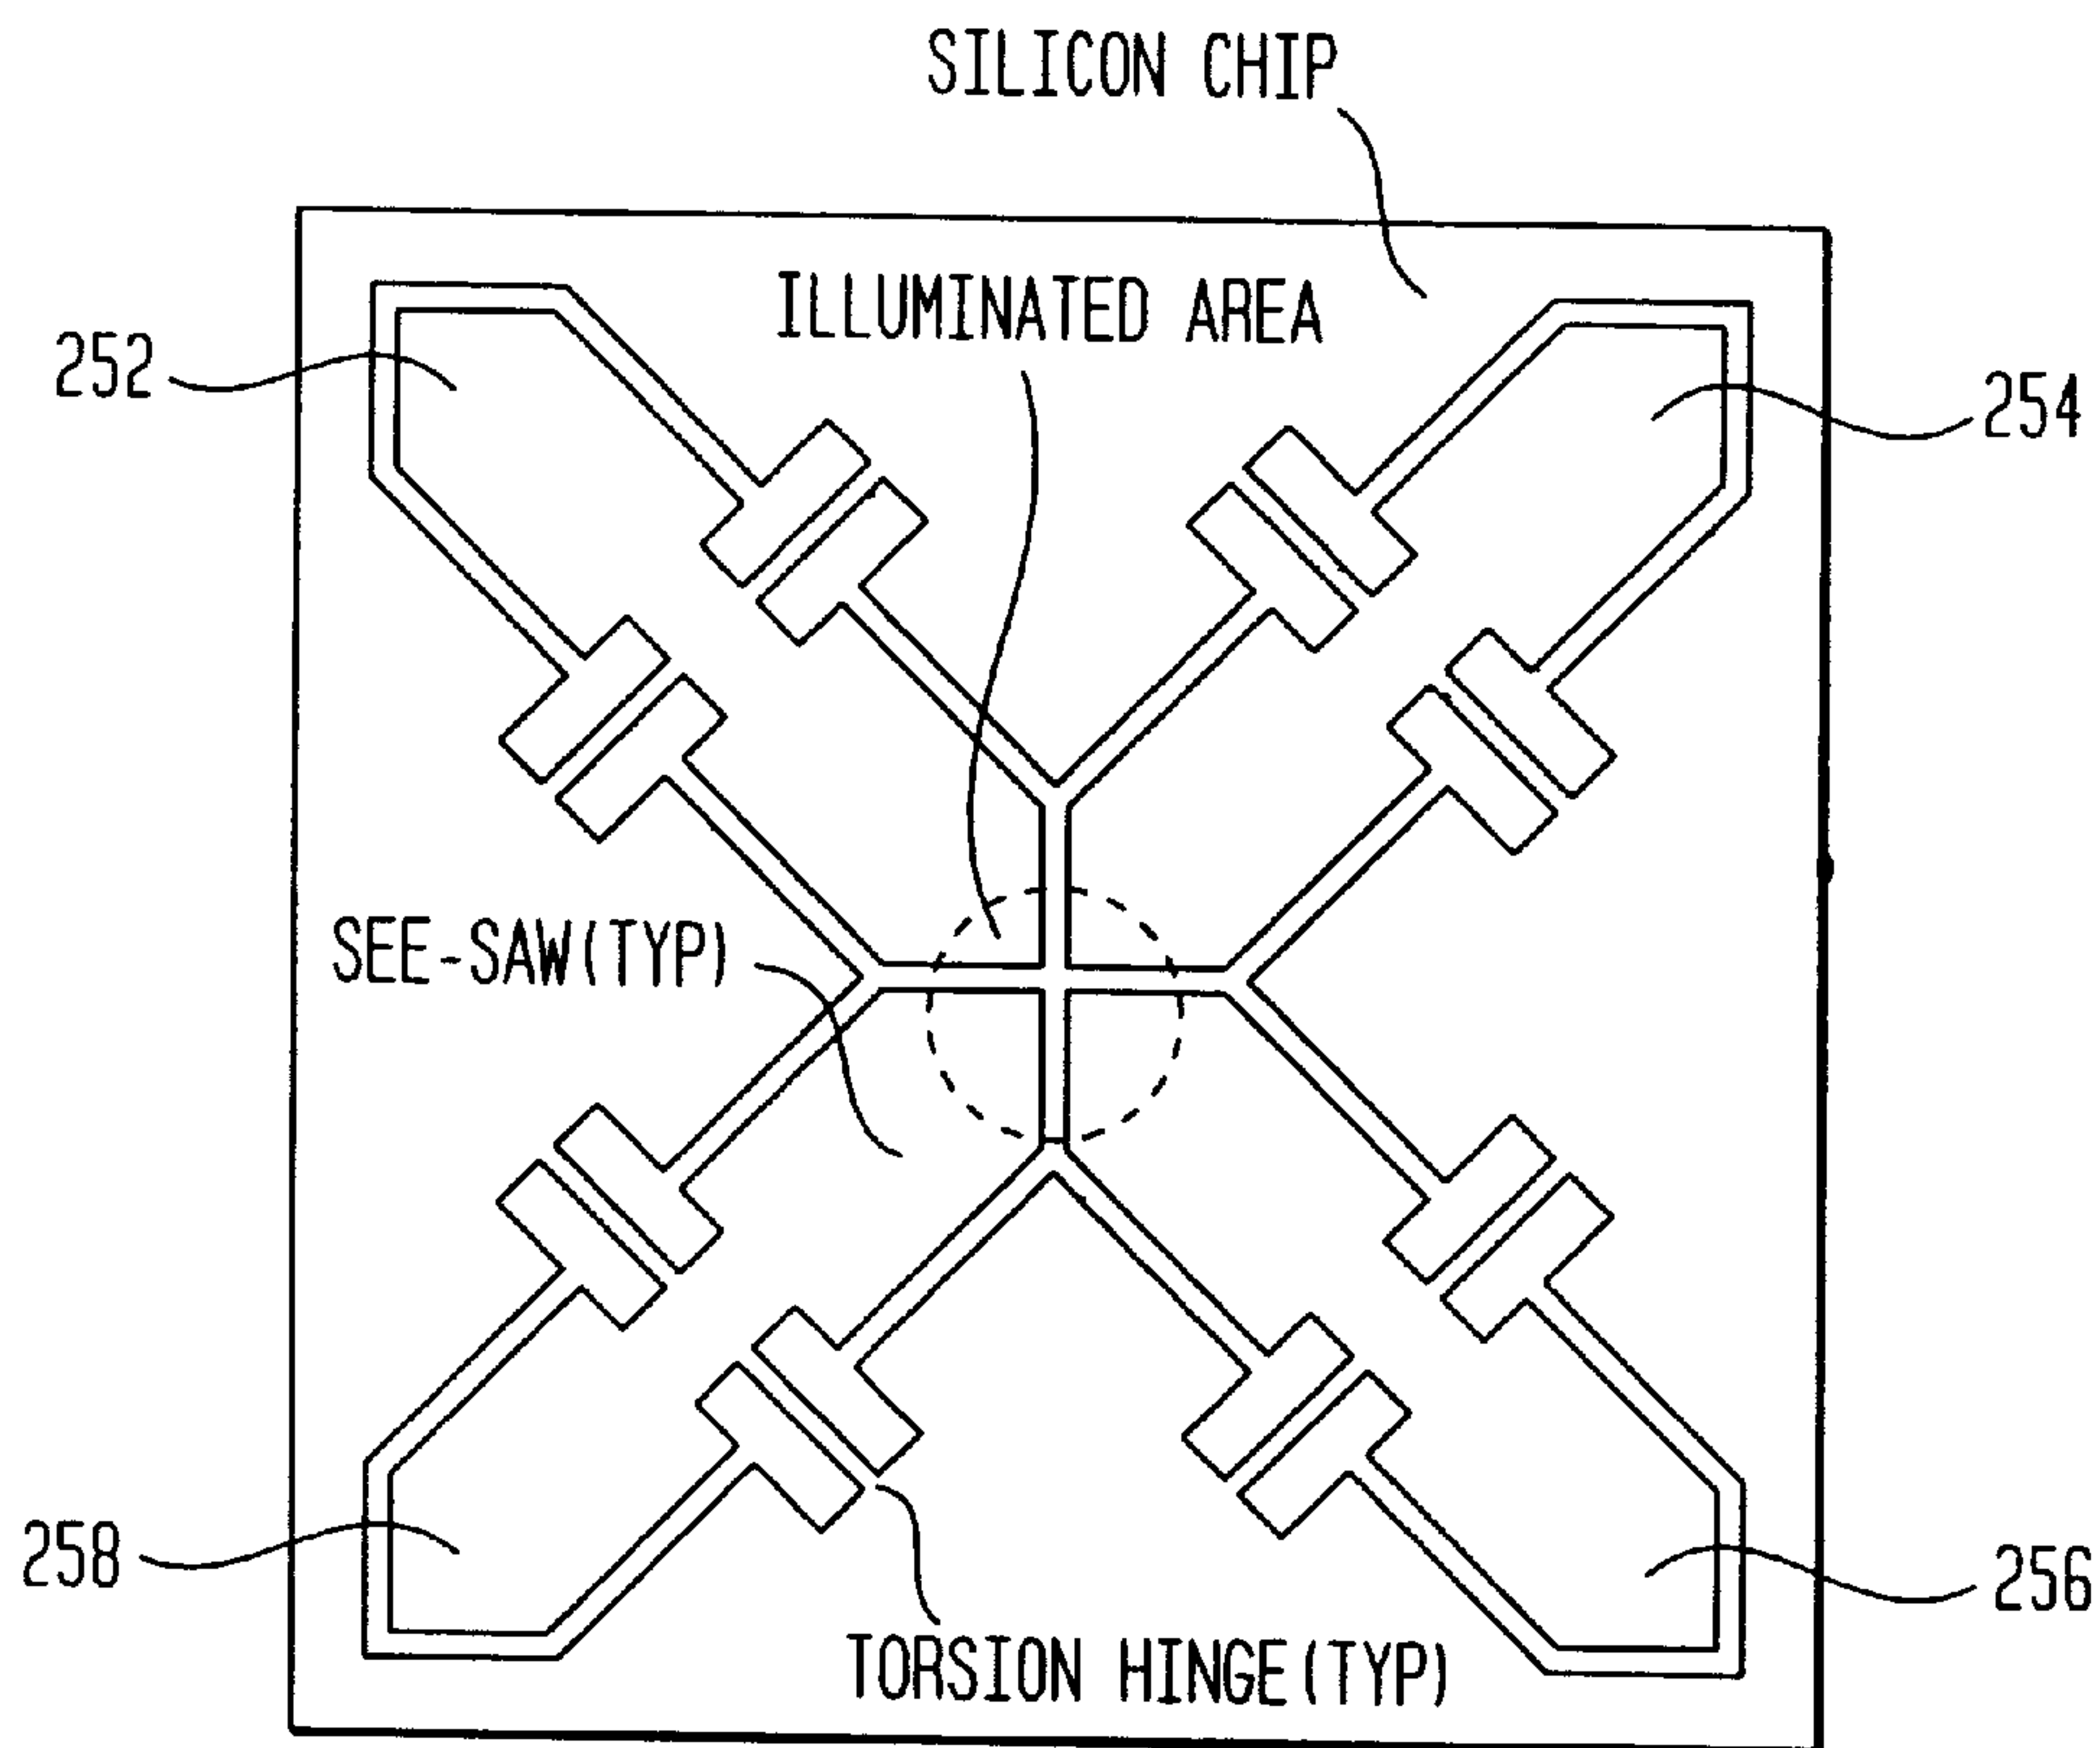 SILICON CHIP
ILLUMINATED AREA
252
254
SEE-SAW(TYP)
258
256
TORSION HINGE(TYP)